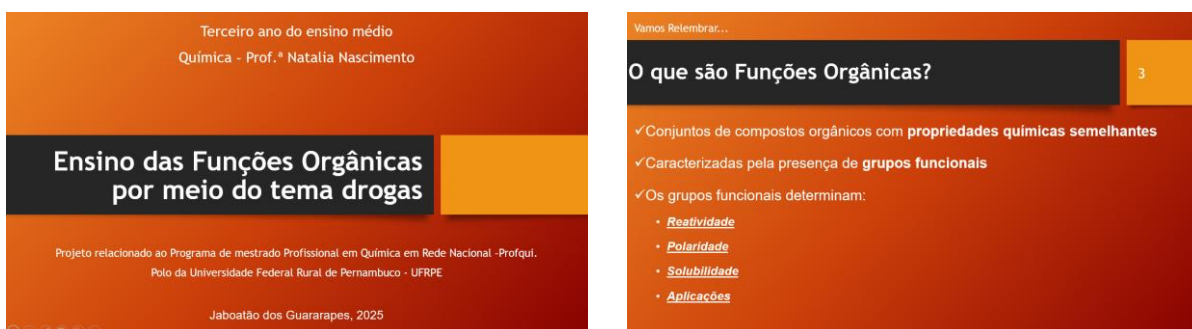 Terceiro ano do ensino médio
Química - Prof.ª Natalia Nascimento
Ensino das Funções Orgânicas
por meio do tema drogas
Projeto relacionado ao Programa de mestrado Profissional em Química em Rede Nacional -Profqui.
Polo da Universidade Federal Rural de Pernambuco - UFRPE
Jaboatão dos Guararapes, 2025
Vamos Relembrar...
O que são Funções Orgânicas?
3
✓Conjuntos de compostos orgânicos com propriedades químicas semelhantes
✓Caracterizadas pela presença de grupos funcionais
✓Os grupos funcionais determinam:
• Reatividade
• Polaridade
• Solubilidade
• Aplicações